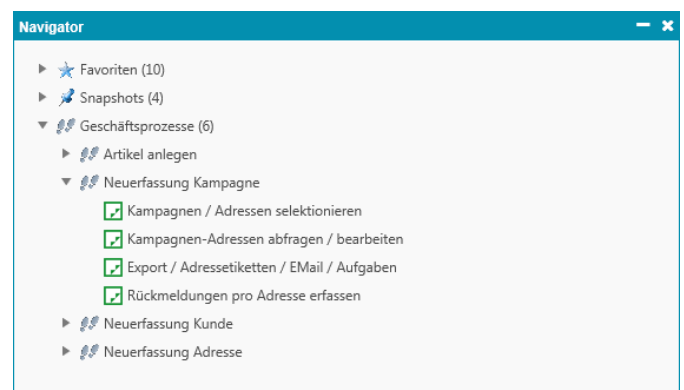 Navigator
Favoriten (10)
Snapshots (4)
Geschäftsprozesse (6)
Artikel anlegen
Neuerfassung Kampagne
Kampagnen / Adressen selektionieren
Kampagnen-Adressen abfragen / bearbeiten
Export / Adressetiketten / EMail / Aufgaben
Rückmeldungen pro Adresse erfassen
Neuerfassung Kunde
Neuerfassung Adresse